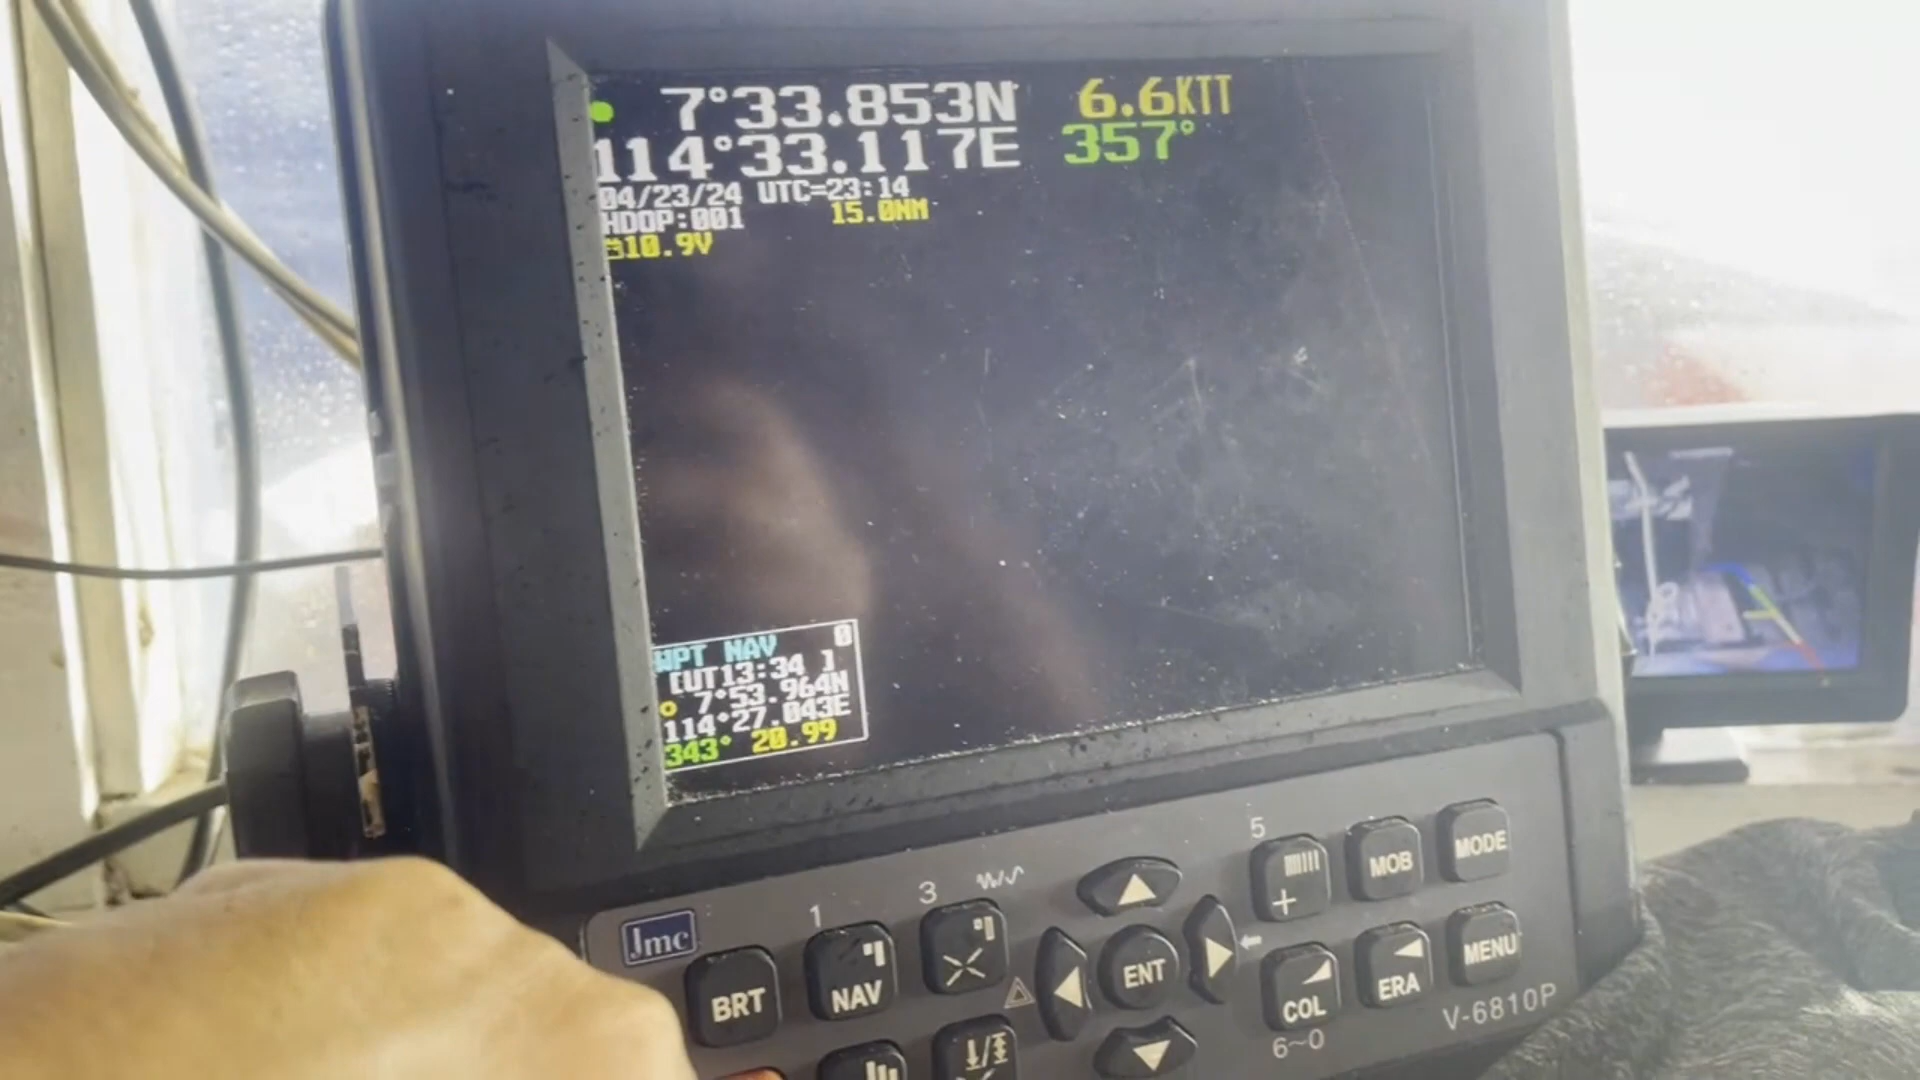 7°33.853N 6.6KTT
114°33.117E 357°
04/23/24 UTC=23:14
HDOP:001 15.0NM
10.9V
WPT NAV 0
[UT13:34 ]
7°53.964N
114°27.043E
343° 20.99
5
MODE
MOB
+
3
1
Jmc
BRT
NAV
ENT
COL
ERA
MENU
6~0
V-6810P